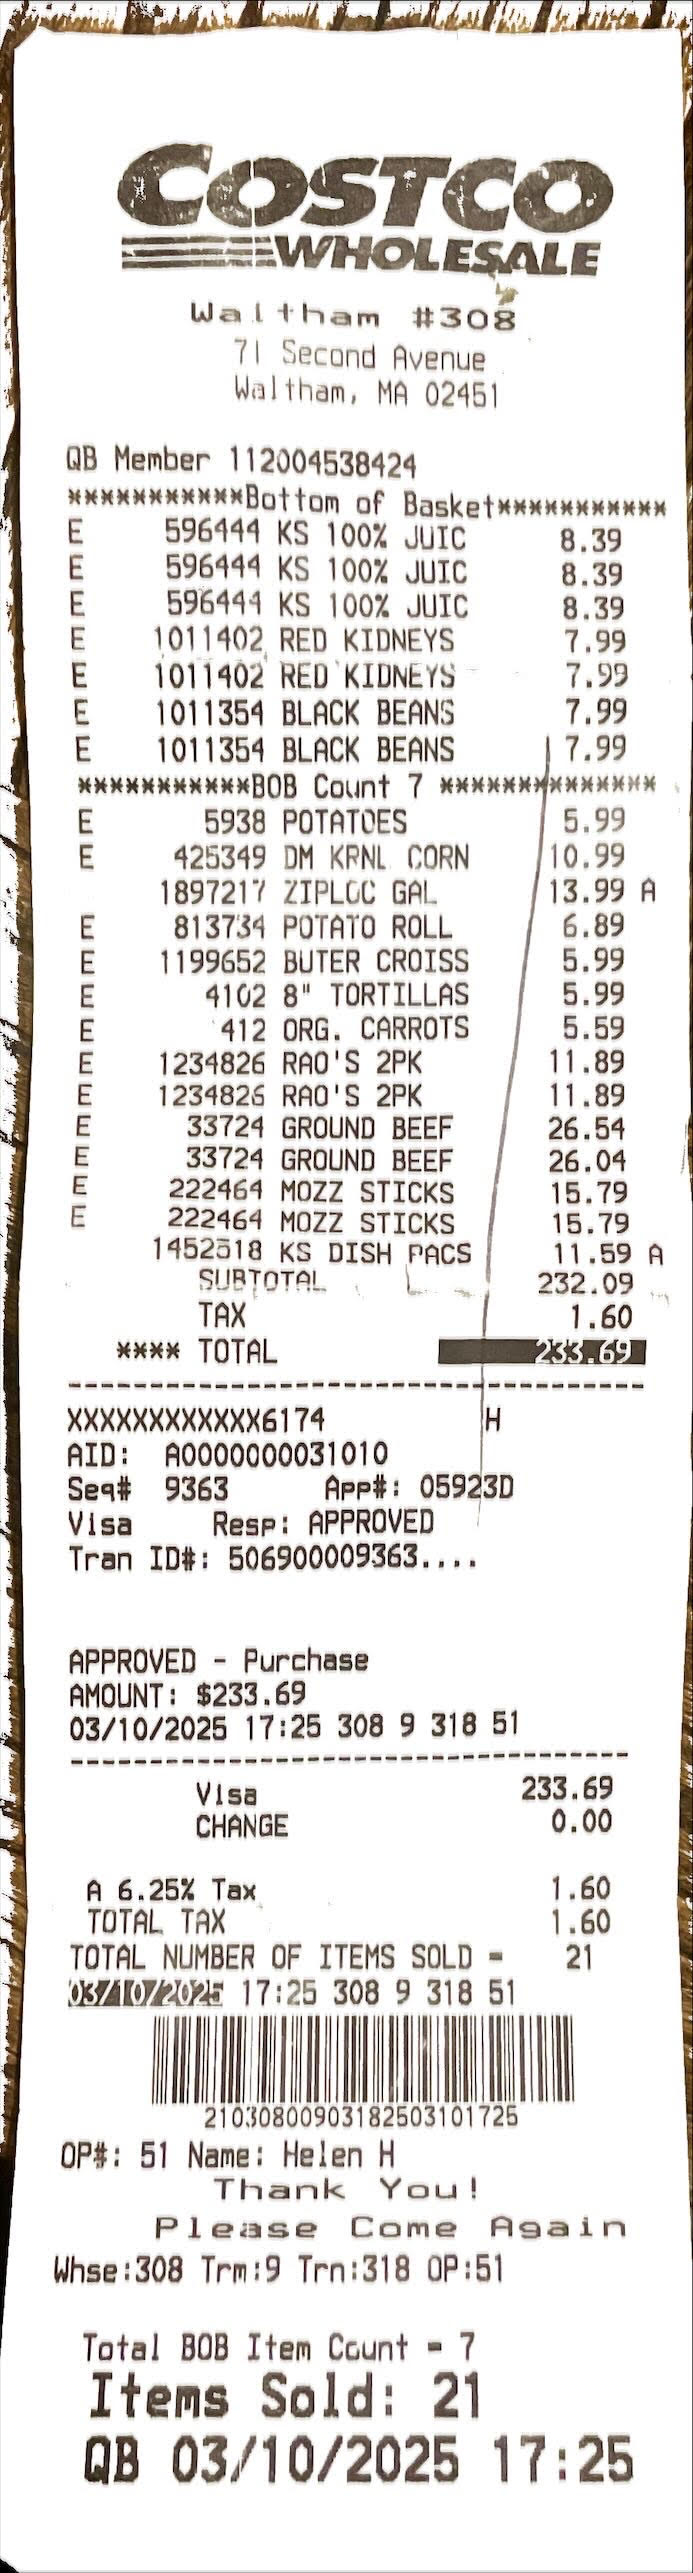 COSTCO
WHOLESALE
Waltham #308
71 Second Avenue
Waltham, MA 02451
QB Member 112004538424
***********Bottom of Basket***********
E 596444 KS 100% JUIC 8.39
E 596444 KS 100% JUIC 8.39
E 596444 KS 100% JUIC 8.39
E 1011402 RED KIDNEYS 7.99
E 1011402 RED KIDNEYS 7.99
E 1011354 BLACK BEANS 7.99
E 1011354 BLACK BEANS 7.99
***********BOB Count 7 **************
E 5938 POTATOES 5.99
E 425349 DM KRNL CORN 10.99
1897217 ZIPLOC GAL 13.99 A
E 813734 POTATO ROLL 6.89
E 1199652 BUTER CROISS 5.99
E 4102 8" TORTILLAS 5.99
E 412 ORG. CARROTS 5.59
E 1234826 RAO'S 2PK 11.89
E 1234826 RAO'S 2PK 11.89
E 33724 GROUND BEEF 26.54
E 33724 GROUND BEEF 26.04
E 222464 MOZZ STICKS 15.79
E 222464 MOZZ STICKS 15.79
1452518 KS DISH PACS 11.59 A
SUBTOTAL 232.09
TAX 1.60
**** TOTAL 233.69
XXXXXXXXXXXX6174 H
AID: A0000000031010
Seq# 9363 App#: 05923D
Visa Resp: APPROVED
Tran ID#: 506900009363....
APPROVED - Purchase
AMOUNT: $233.69
03/10/2025 17:25 308 9 318 51
Visa 233.69
CHANGE 0.00
A 6.25% Tax 1.60
TOTAL TAX 1.60
TOTAL NUMBER OF ITEMS SOLD = 21
03/10/2025 17:25 308 9 318 51
21030800903182503101725
OP#: 51 Name: Helen H
Thank You!
Please Come Again
Whse:308 Trm:9 Trn:318 OP:51
Total BOB Item Count = 7
Items Sold: 21
QB 03/10/2025 17:25